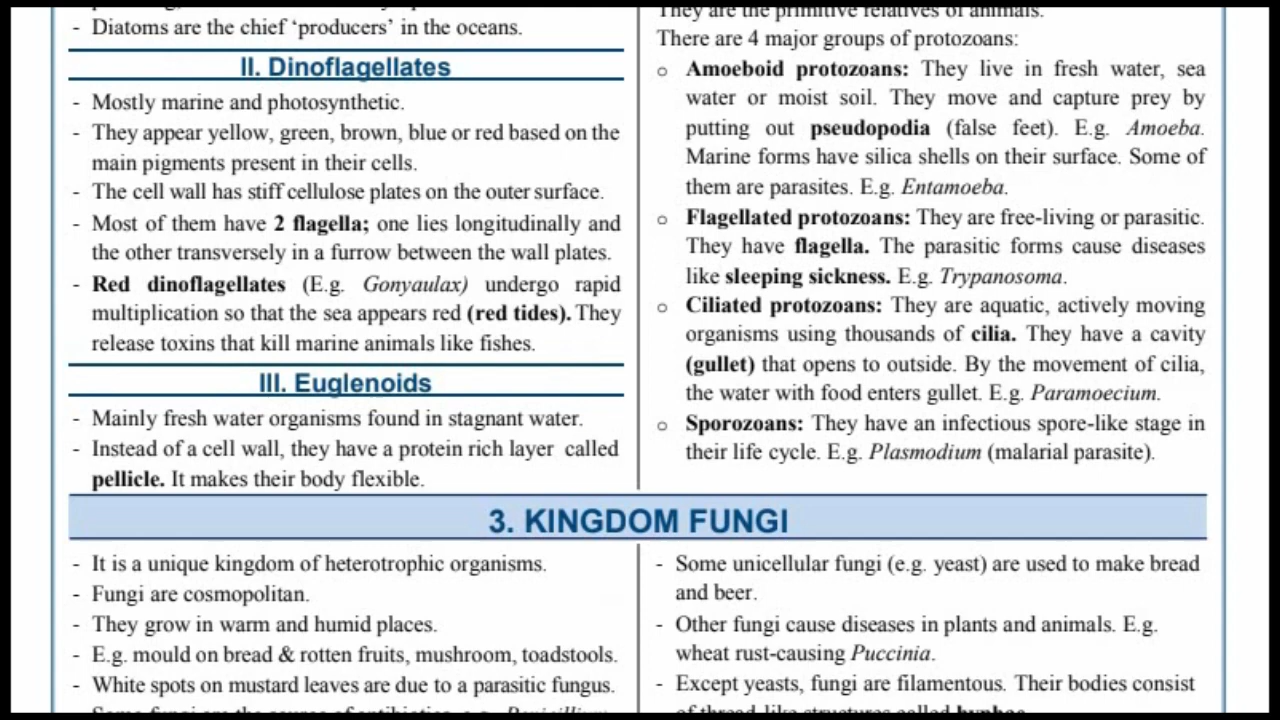 - Diatoms are the chief ‘producers’ in the oceans.
II. Dinoflagellates
- Mostly marine and photosynthetic.
- They appear yellow, green, brown, blue or red based on the
main pigments present in their cells.
- The cell wall has stiff cellulose plates on the outer surface.
- Most of them have 2 flagella; one lies longitudinally and
the other transversely in a furrow between the wall plates.
- Red dinoflagellates (E.g. Gonyaulax) undergo rapid
multiplication so that the sea appears red (red tides). They
release toxins that kill marine animals like fishes.
III. Euglenoids
- Mainly fresh water organisms found in stagnant water.
- Instead of a cell wall, they have a protein rich layer called
pellicle. It makes their body flexible.
They are the primitive relatives of animals.
There are 4 major groups of protozoans:
o Amoeboid protozoans: They live in fresh water, sea
water or moist soil. They move and capture prey by
putting out pseudopodia (false feet). E.g. Amoeba.
Marine forms have silica shells on their surface. Some of
them are parasites. E.g. Entamoeba.
o Flagellated protozoans: They are free-living or parasitic.
They have flagella. The parasitic forms cause diseases
like sleeping sickness. E.g. Trypanosoma.
o Ciliated protozoans: They are aquatic, actively moving
organisms using thousands of cilia. They have a cavity
(gullet) that opens to outside. By the movement of cilia,
the water with food enters gullet. E.g. Paramoecium.
o Sporozoans: They have an infectious spore-like stage in
their life cycle. E.g. Plasmodium (malarial parasite).
3. KINGDOM FUNGI
- It is a unique kingdom of heterotrophic organisms.
- Fungi are cosmopolitan.
- They grow in warm and humid places.
- E.g. mould on bread & rotten fruits, mushroom, toadstools.
- White spots on mustard leaves are due to a parasitic fungus.
- Some fungi are the source of antibiotics, e.g., Penicillium
- Some unicellular fungi (e.g. yeast) are used to make bread
and beer.
- Other fungi cause diseases in plants and animals. E.g.
wheat rust-causing Puccinia.
- Except yeasts, fungi are filamentous. Their bodies consist
of thread-like structures called hyphae.